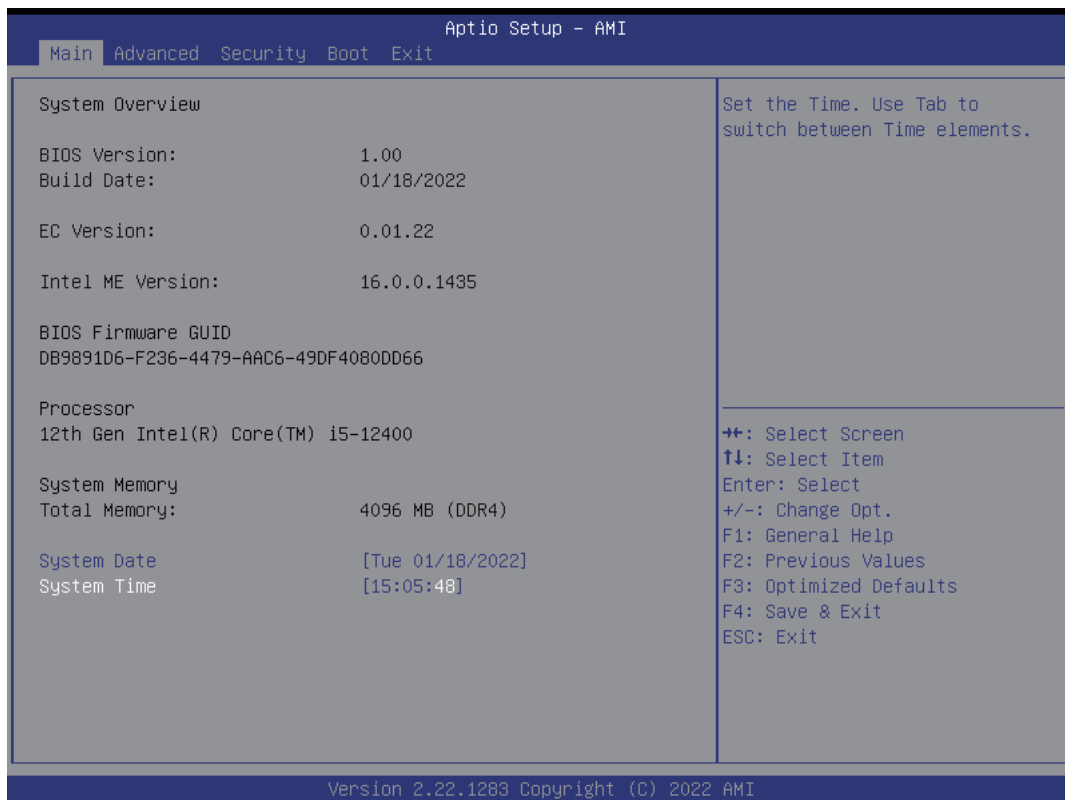 Aptio Setup – AMI
Main Advanced Security Boot Exit
System Overview
BIOS Version: 1.00
Build Date: 01/18/2022
EC Version: 0.01.22
Intel ME Version: 16.0.0.1435
BIOS Firmware GUID
DB9891D6-F236-4479-AAC6-49DF4080DD66
Processor
12th Gen Intel(R) Core(TM) i5-12400
System Memory
Total Memory: 4096 MB (DDR4)
System Date [Tue 01/18/2022]
System Time [15:05:48]
Set the Time. Use Tab to
switch between Time elements.
→←: Select Screen
↑↓: Select Item
Enter: Select
+/-: Change Opt.
F1: General Help
F2: Previous Values
F3: Optimized Defaults
F4: Save & Exit
ESC: Exit
Version 2.22.1283 Copyright (C) 2022 AMI